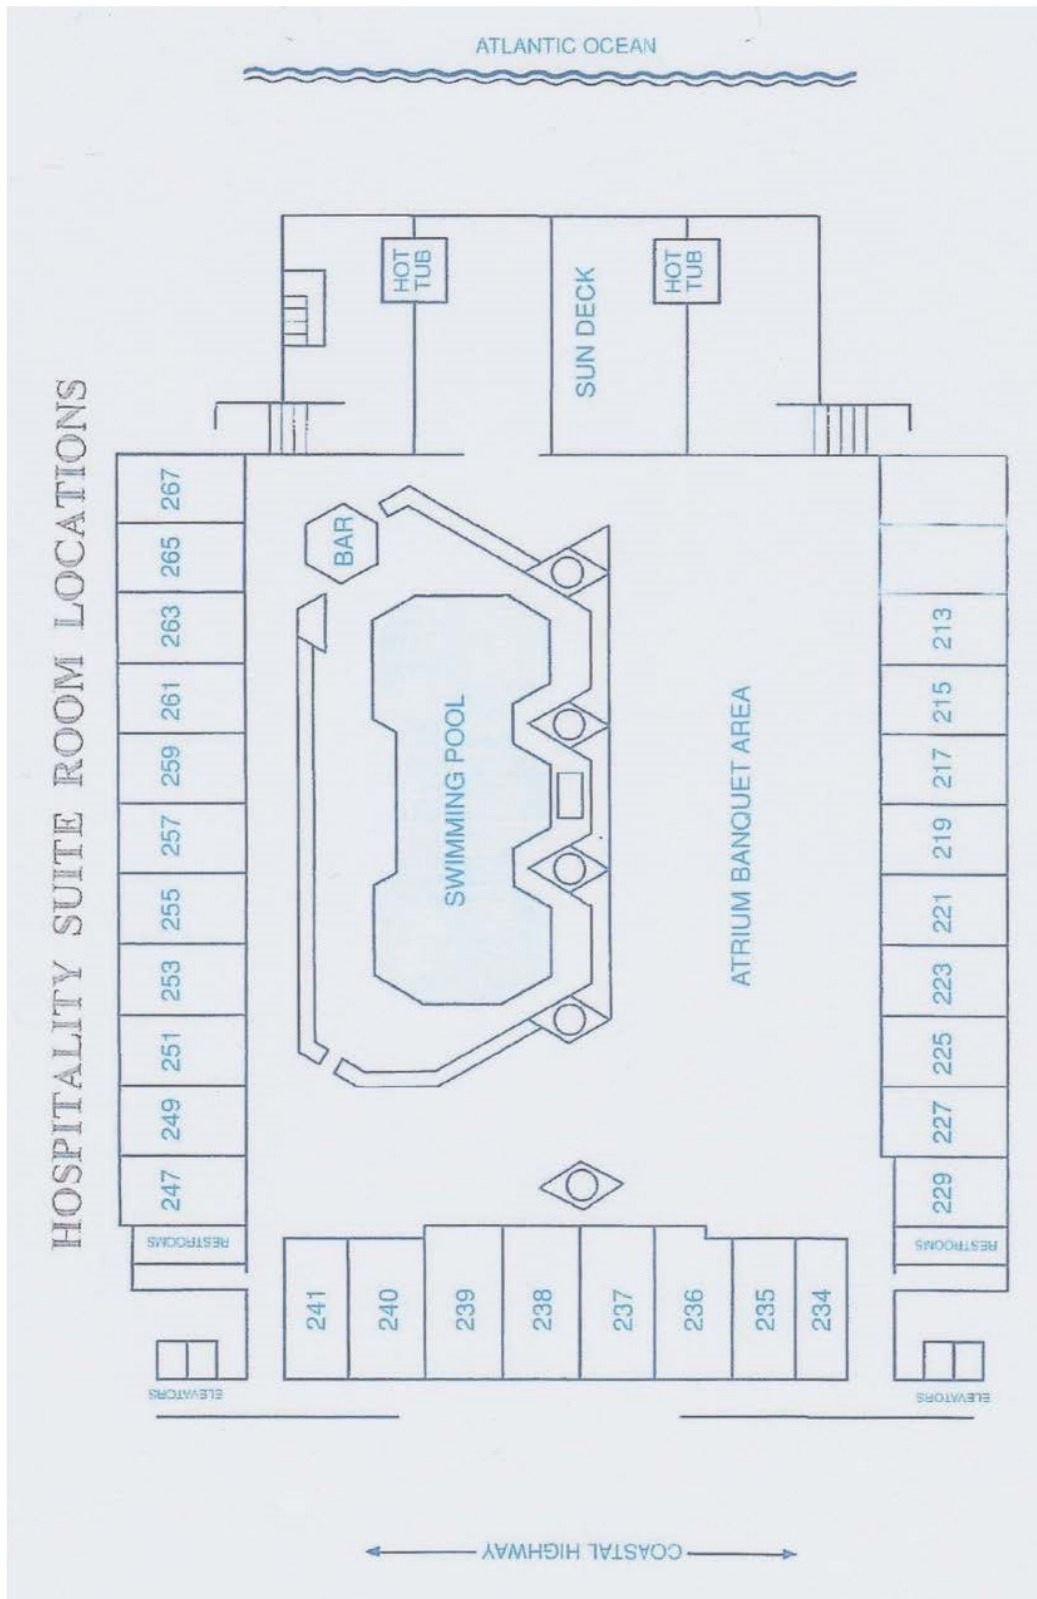 ATLANTIC OCEAN
HOSPITALITY SUITE ROOM LOCATIONS
HOT
TUB
HOT
TUB
SUN DECK
BAR
SWIMMING POOL
ATRIUM BANQUET AREA
267
265
263
261
259
257
255
253
251
249
247
RESTROOMS
ELEVATORS
213
215
217
219
221
223
225
227
229
RESTROOMS
ELEVATORS
241
240
239
238
237
236
235
234
COASTAL HIGHWAY